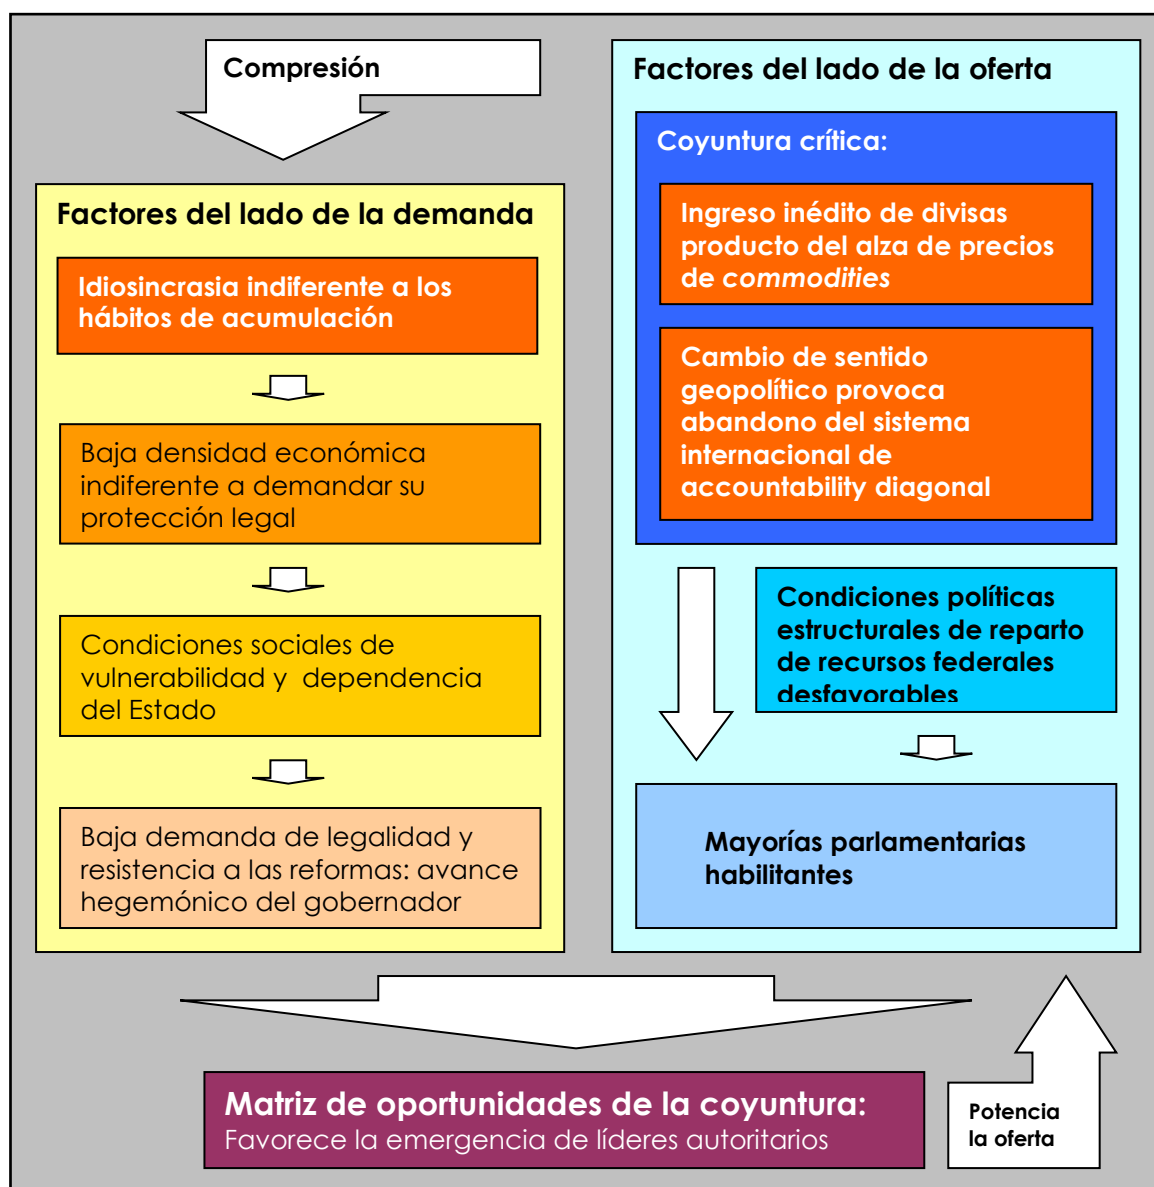 Compresión
Factores del lado de la demanda
Idiosincrasia indiferente a los
hábitos de acumulación
Baja densidad económica
indiferente a demandar su
protección legal
Condiciones sociales de
vulnerabilidad y  dependencia
del Estado
Baja demanda de legalidad y
resistencia a las reformas: avance
hegemónico del gobernador
Factores del lado de la oferta
Coyuntura crítica:
Ingreso inédito de divisas
producto del alza de precios
de commodities
Cambio de sentido
geopolítico provoca
abandono del sistema
internacional de
accountability diagonal
Condiciones políticas
estructurales de reparto
de recursos federales
desfavorables
Mayorías parlamentarias
habilitantes
Matriz de oportunidades de la coyuntura:
Favorece la emergencia de líderes autoritarios
Potencia
la oferta